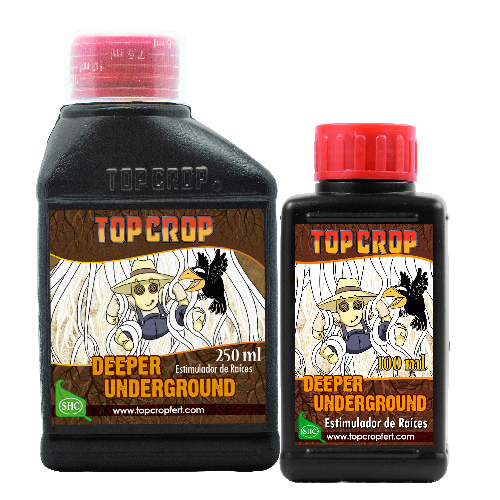 TOP CROP
TOP CROP
250 ml
Estimulador de Raíces
DEEPER
UNDERGROUND
SHC
www.topcropfert.com
TOP CROP
100 ml
DEEPER
UNDERGROUND
Estimulador de Raíces
SHC
www.topcropfert.com